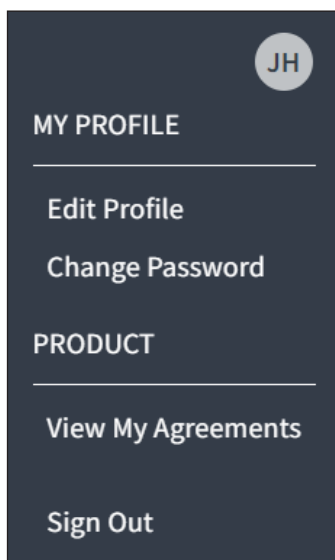 JH
MY PROFILE
Edit Profile
Change Password
PRODUCT
View My Agreements
Sign Out